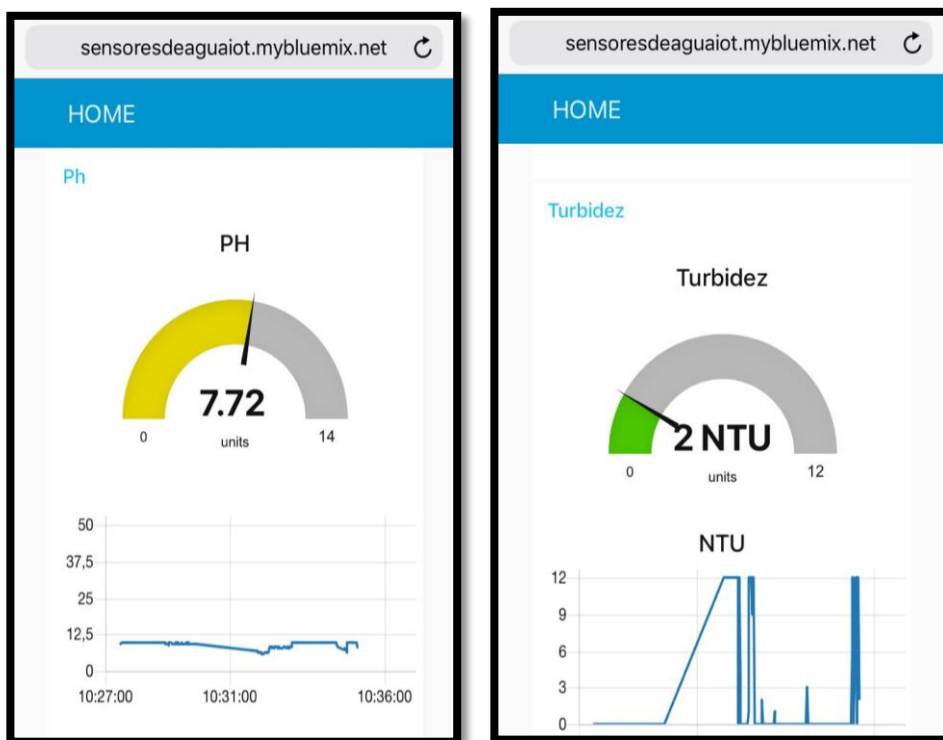 sensoresdeaguaiot.mybluemix.net
HOME
Ph
PH
7.72
0
units
14
50
37,5
25
12,5
0
10:27:00
10:31:00
10:36:00
sensoresdeaguaiot.mybluemix.net
HOME
Turbidez
Turbidez
2 NTU
0
units
12
NTU
12
9
6
3
0